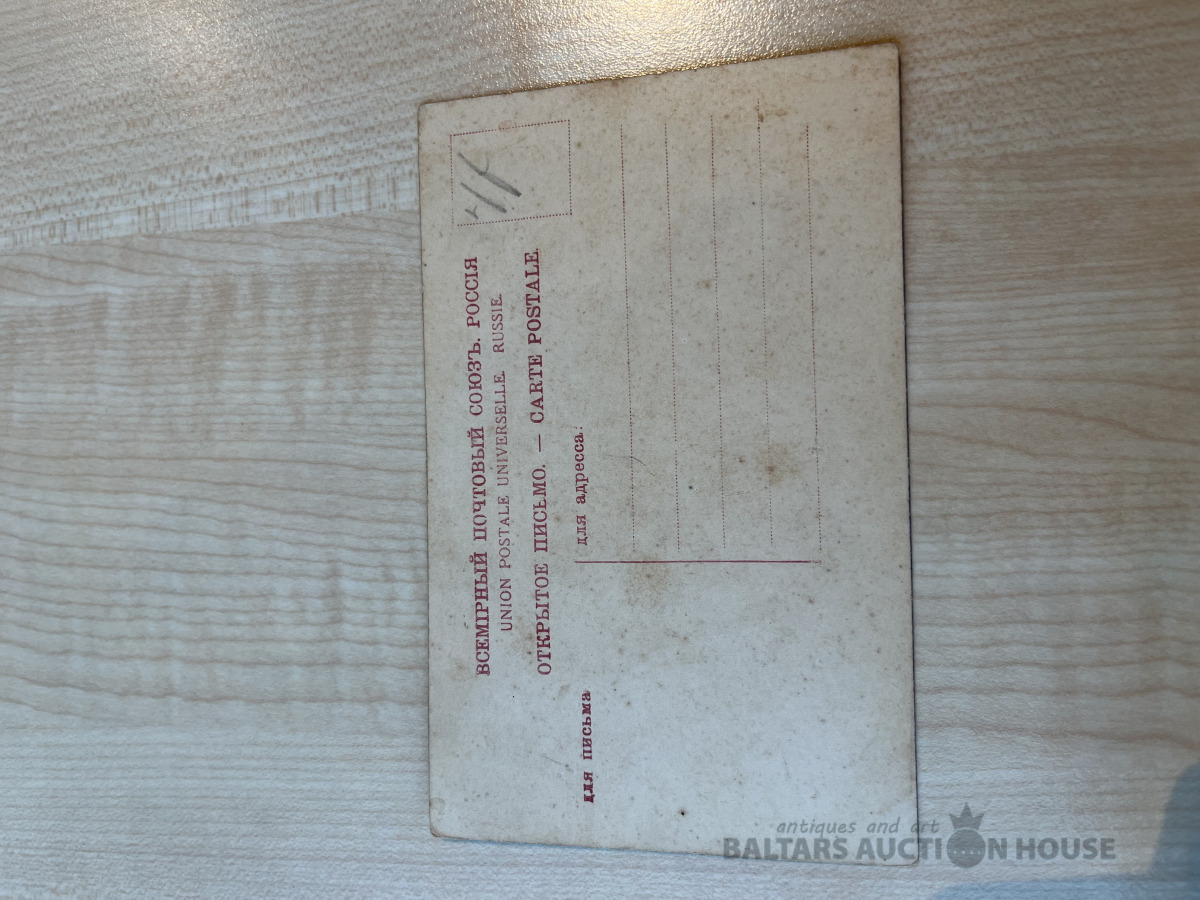 ВСЕМІРНЫЙ ПОЧТОВЫЙ СОЮЗЪ. РОССІЯ
UNION POSTALE UNIVERSELLE. RUSSIE.
ОТКРЫТОЕ ПИСЬМО. — CARTE POSTALE
для письма
для адресса:
antiques and art
BALTARS AUCTION HOUSE